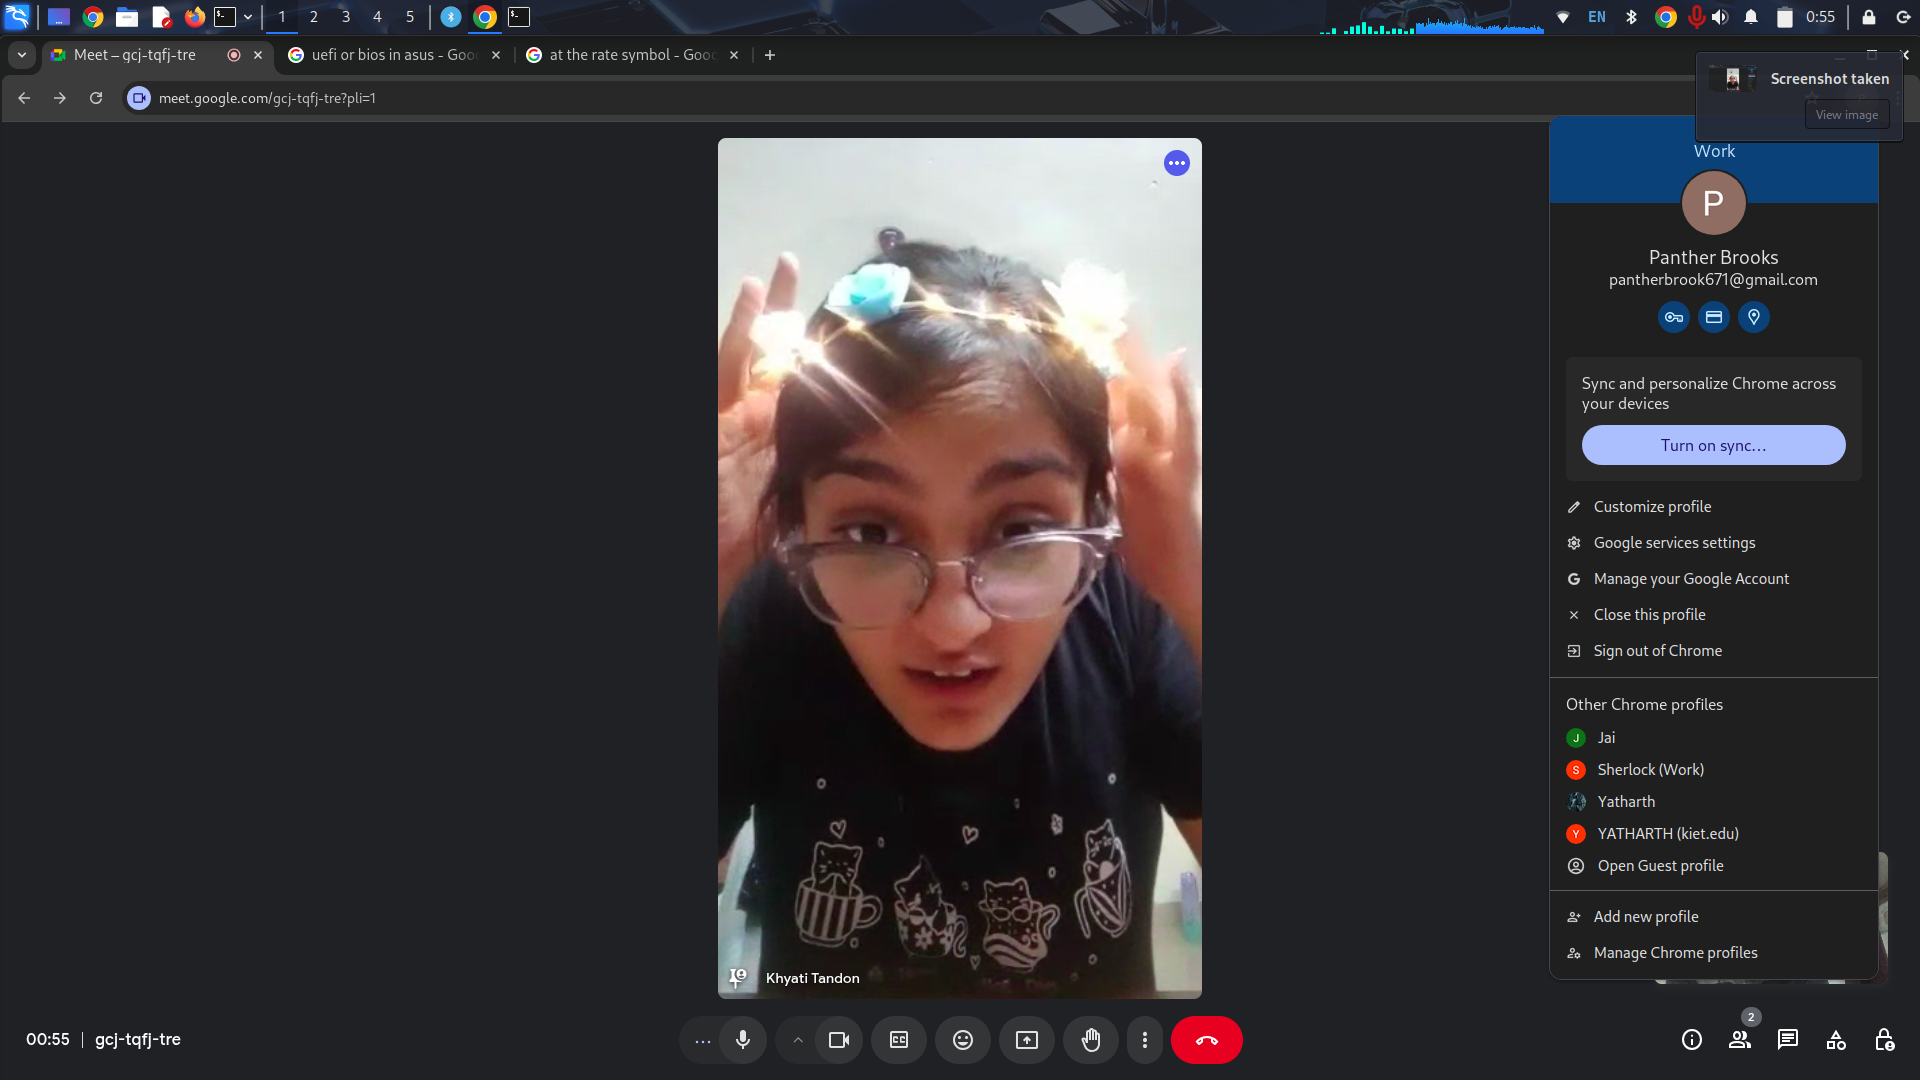 1 2 3 4 5
EN
0:55
Meet – gcj-tqfj-tre
uefi or bios in asus - Goo
at the rate symbol - Goo
meet.google.com/gcj-tqfj-tre?pli=1
Screenshot taken
View image
Work
P
Panther Brooks
pantherbrook671@gmail.com
Sync and personalize Chrome across
your devices
Turn on sync...
Customize profile
Google services settings
Manage your Google Account
Close this profile
Sign out of Chrome
Other Chrome profiles
J Jai
S Sherlock (Work)
Yatharth
Y YATHARTH (kiet.edu)
Open Guest profile
Add new profile
Manage Chrome profiles
Khyati Tandon
00:55 | gcj-tqfj-tre
CC
2